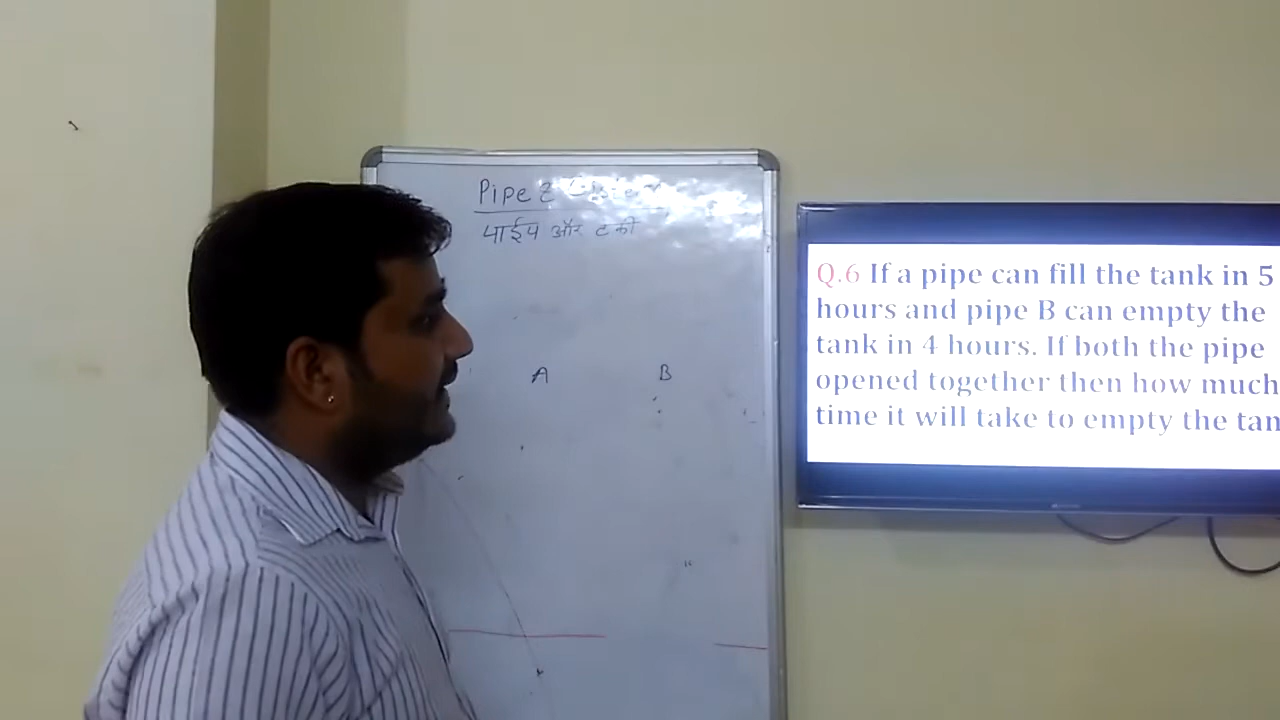 Pipe & Cistern
पाईप और टंकी
A B
Q.6 If a pipe can fill the tank in 5
hours and pipe B can empty the
tank in 4 hours. If both the pipe
opened together then how much
time it will take to empty the tan